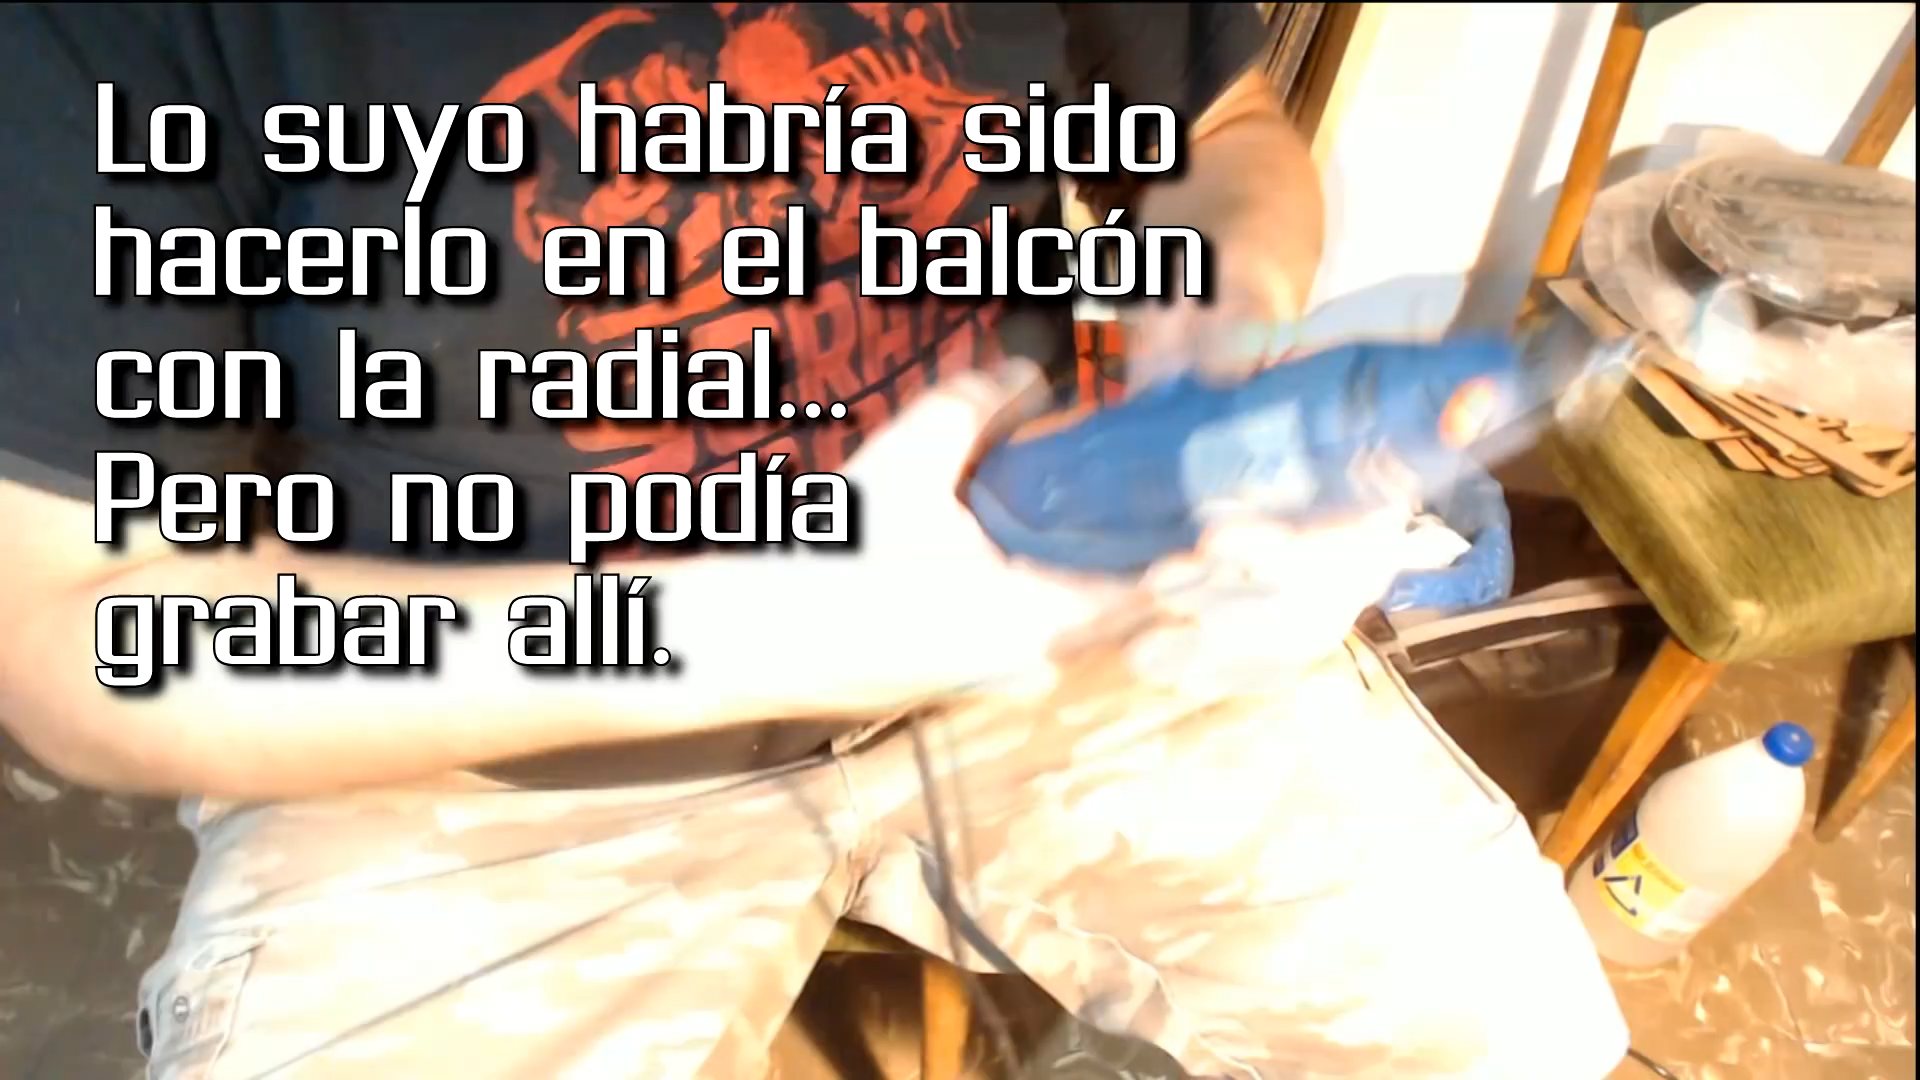 Lo suyo habría sido
hacerlo en el balcón
con la radial...
Pero no podía
grabar allí.